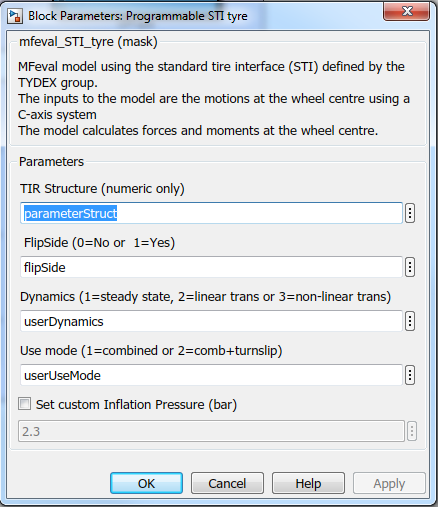 Block Parameters: Programmable STI tyre
mfeval_STI_tyre (mask)
MFeval model using the standard tire interface (STI) defined by the
TYDEX group.
The inputs to the model are the motions at the wheel centre using a
C-axis system
The model calculates forces and moments at the wheel centre.
Parameters
TIR Structure (numeric only)
parameterStruct
FlipSide (0=No or  1=Yes)
flipSide
Dynamics (1=steady state, 2=linear trans or 3=non-linear trans)
userDynamics
Use mode (1=combined or 2=comb+turnslip)
userUseMode
Set custom Inflation Pressure (bar)
2.3
OK Cancel Help Apply